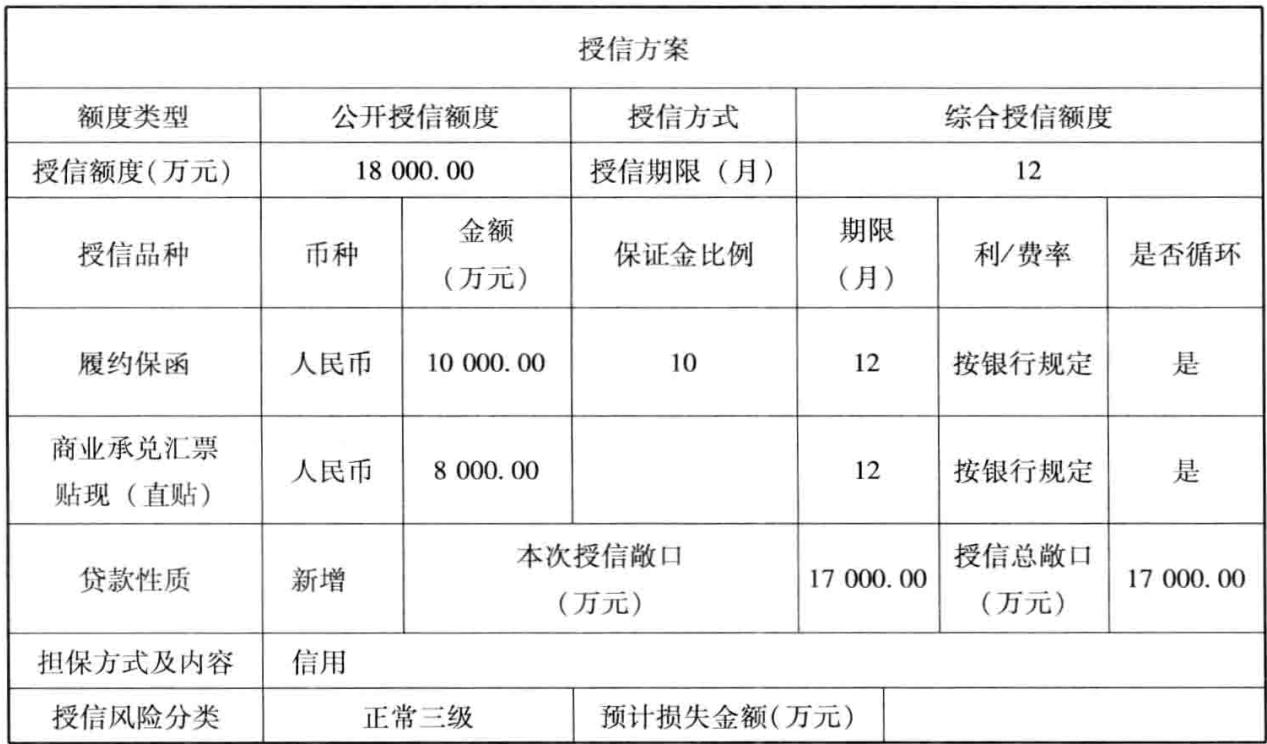 授信方案
额度类型 公开授信额度 授信方式 综合授信额度
授信额度(万元) 18 000.00 授信期限（月） 12
授信品种 币种 金额 保证金比例 期限 利/费率 是否循环
（万元） （月）
履约保函 人民币 10 000.00 10 12 按银行规定 是
商业承兑汇票
贴现（直贴） 人民币 8 000.00 12 按银行规定 是
贷款性质 新增 本次授信敞口 17 000.00 授信总敞口 17 000.00
（万元） （万元）
担保方式及内容 信用
授信风险分类 正常三级 预计损失金额(万元)